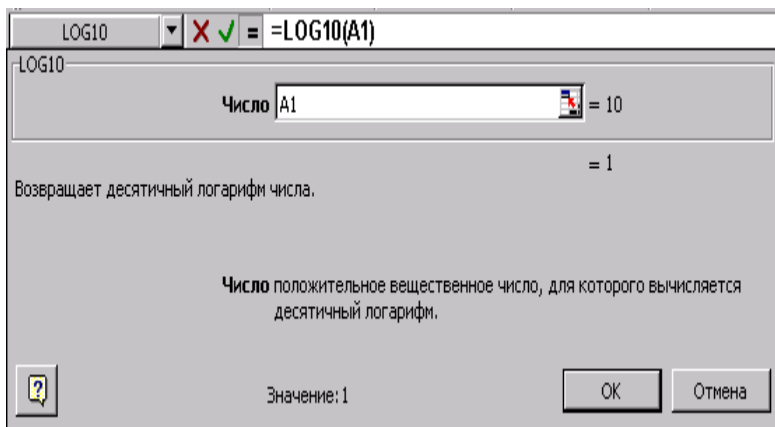 LOG10 = =LOG10(A1)
LOG10
Число A1 = 10
= 1
Возвращает десятичный логарифм числа.
Число положительное вещественное число, для которого вычисляется
десятичный логарифм.
? Значение:1 OK Отмена